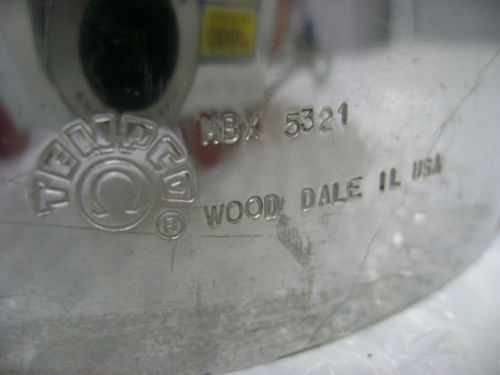 TEMPCO
Ω
®
MBX 5321
WOOD DALE IL USA